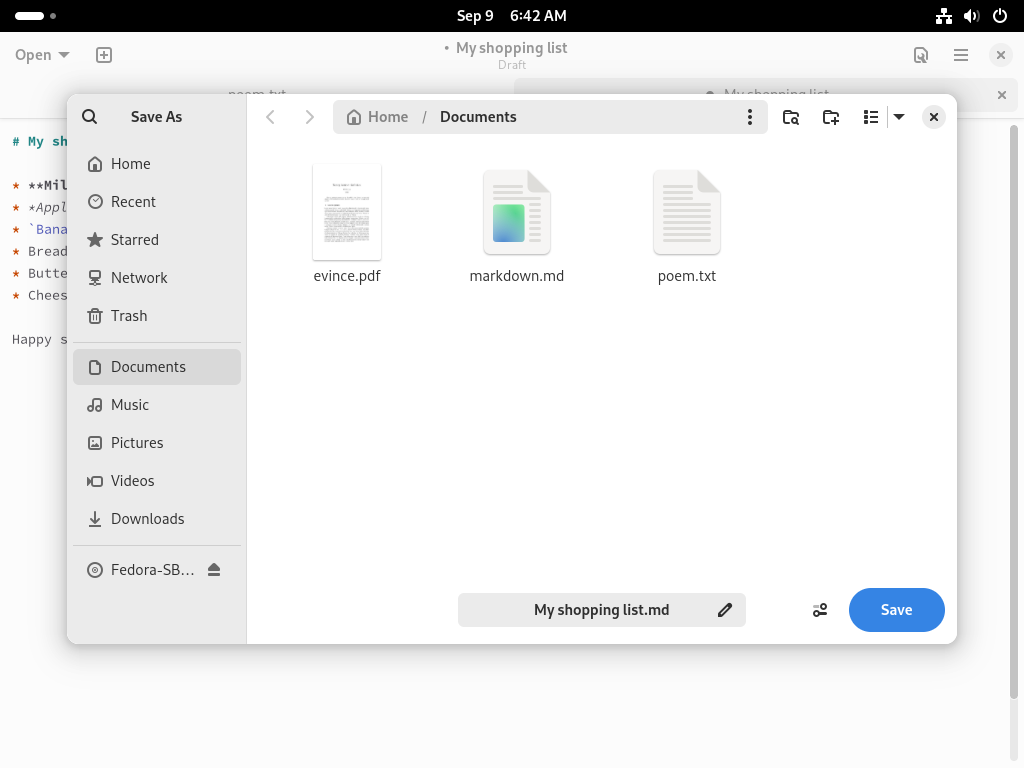 Sep 9 6:42 AM
Open
• My shopping list
Draft
poem.txt
My shopping list
# My sh
* **Mil
* *Appl
* `Bana
* Bread
* Butte
* Chees
Happy s
Save As
Home
Recent
Starred
Network
Trash
Documents
Music
Pictures
Videos
Downloads
Fedora-SB...
Home / Documents
evince.pdf
markdown.md
poem.txt
My shopping list.md
Save